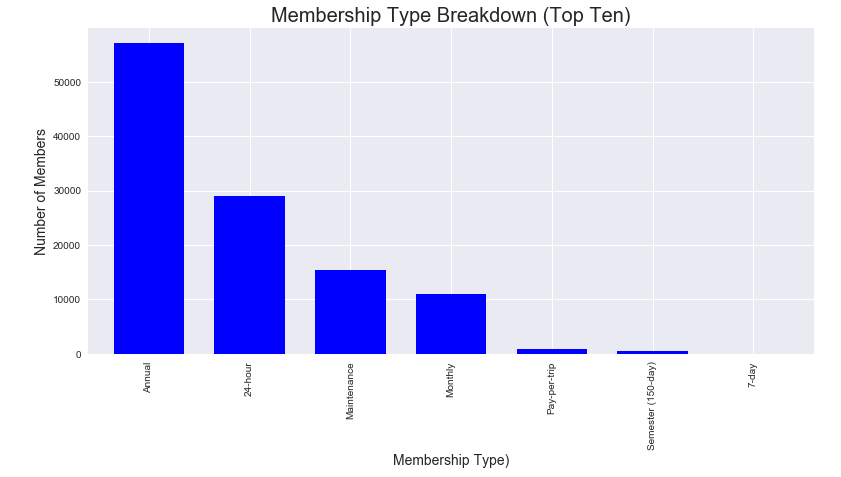 Membership Type Breakdown (Top Ten)
Number of Members
50000
40000
30000
20000
10000
0
Annual
24-hour
Maintenance
Monthly
Pay-per-trip
Semester (150-day)
7-day
Membership Type)